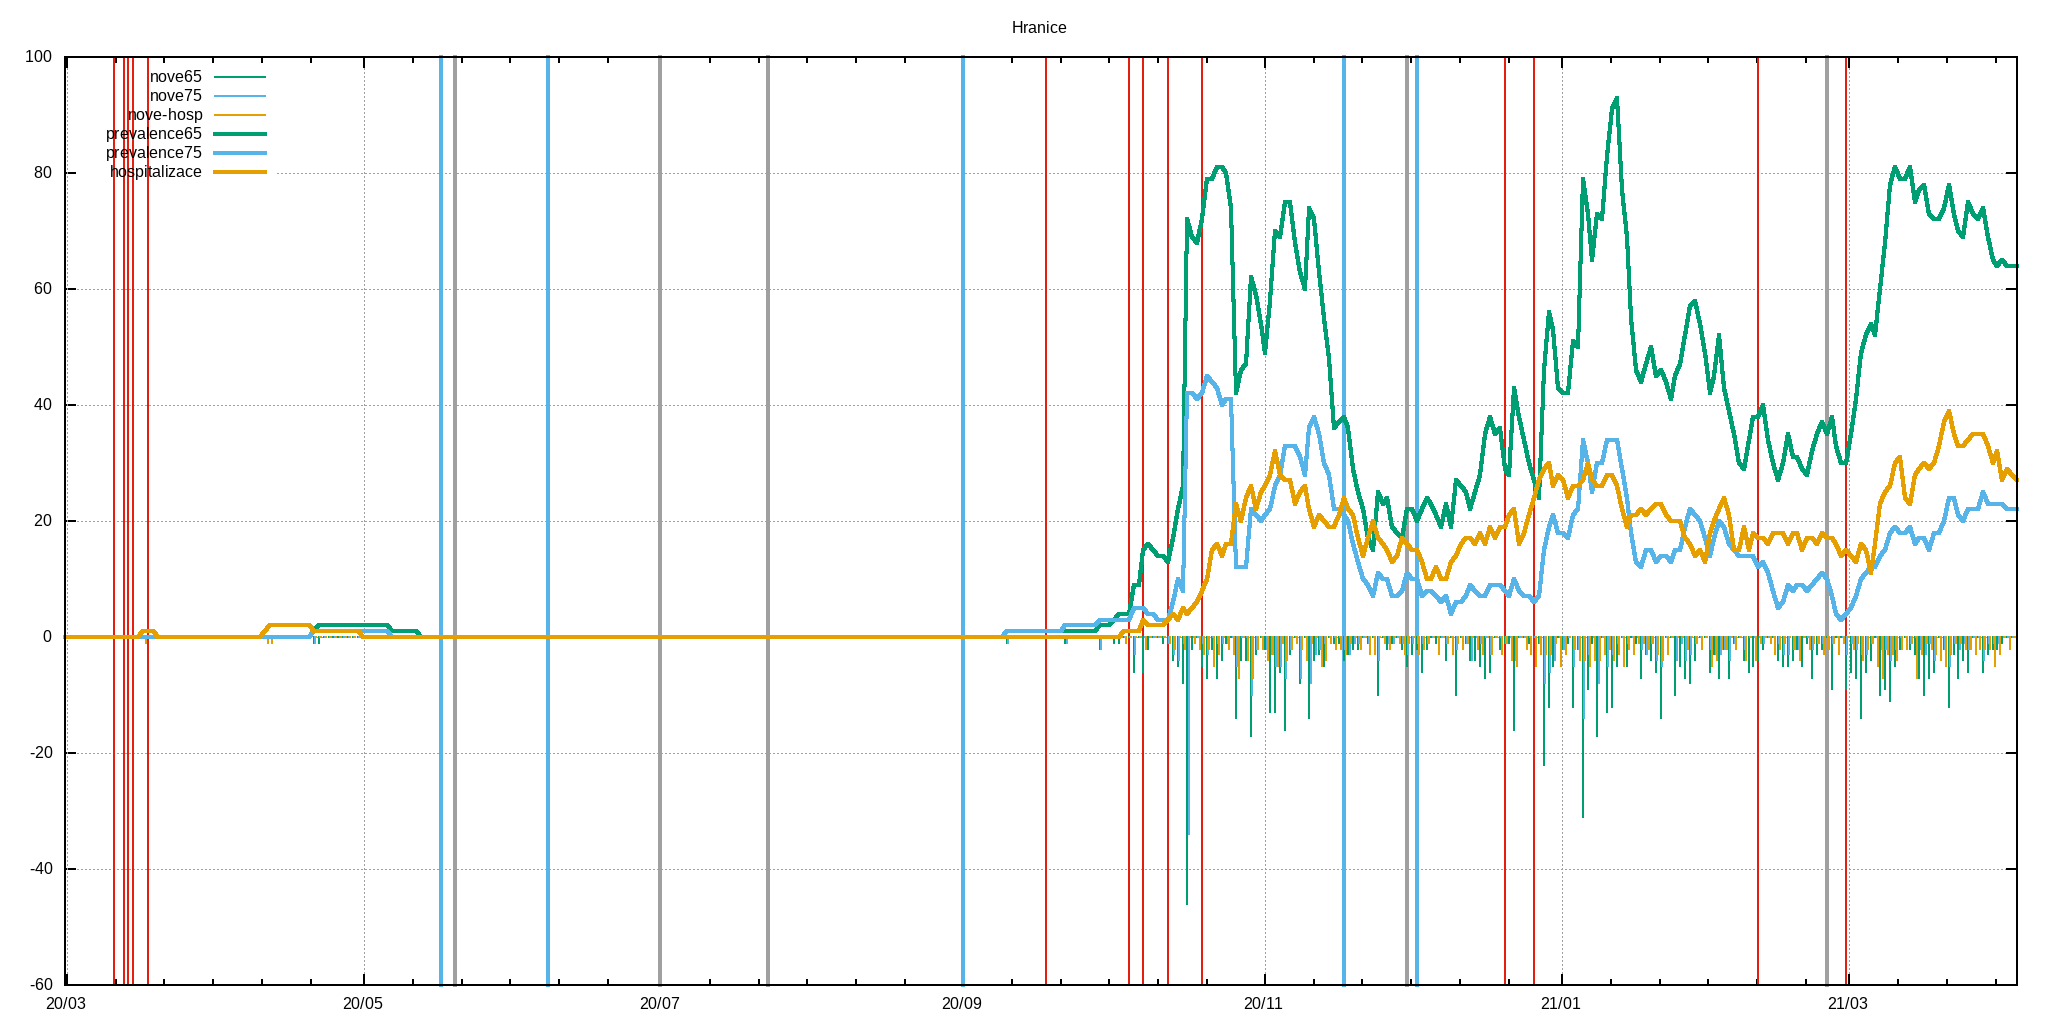 Hranice
100
80
60
40
20
0
-20
-40
-60
nove65
nove75
nove-hosp
prevalence65
prevalence75
hospitalizace
20/03 20/05 20/07 20/09 20/11 21/01 21/03